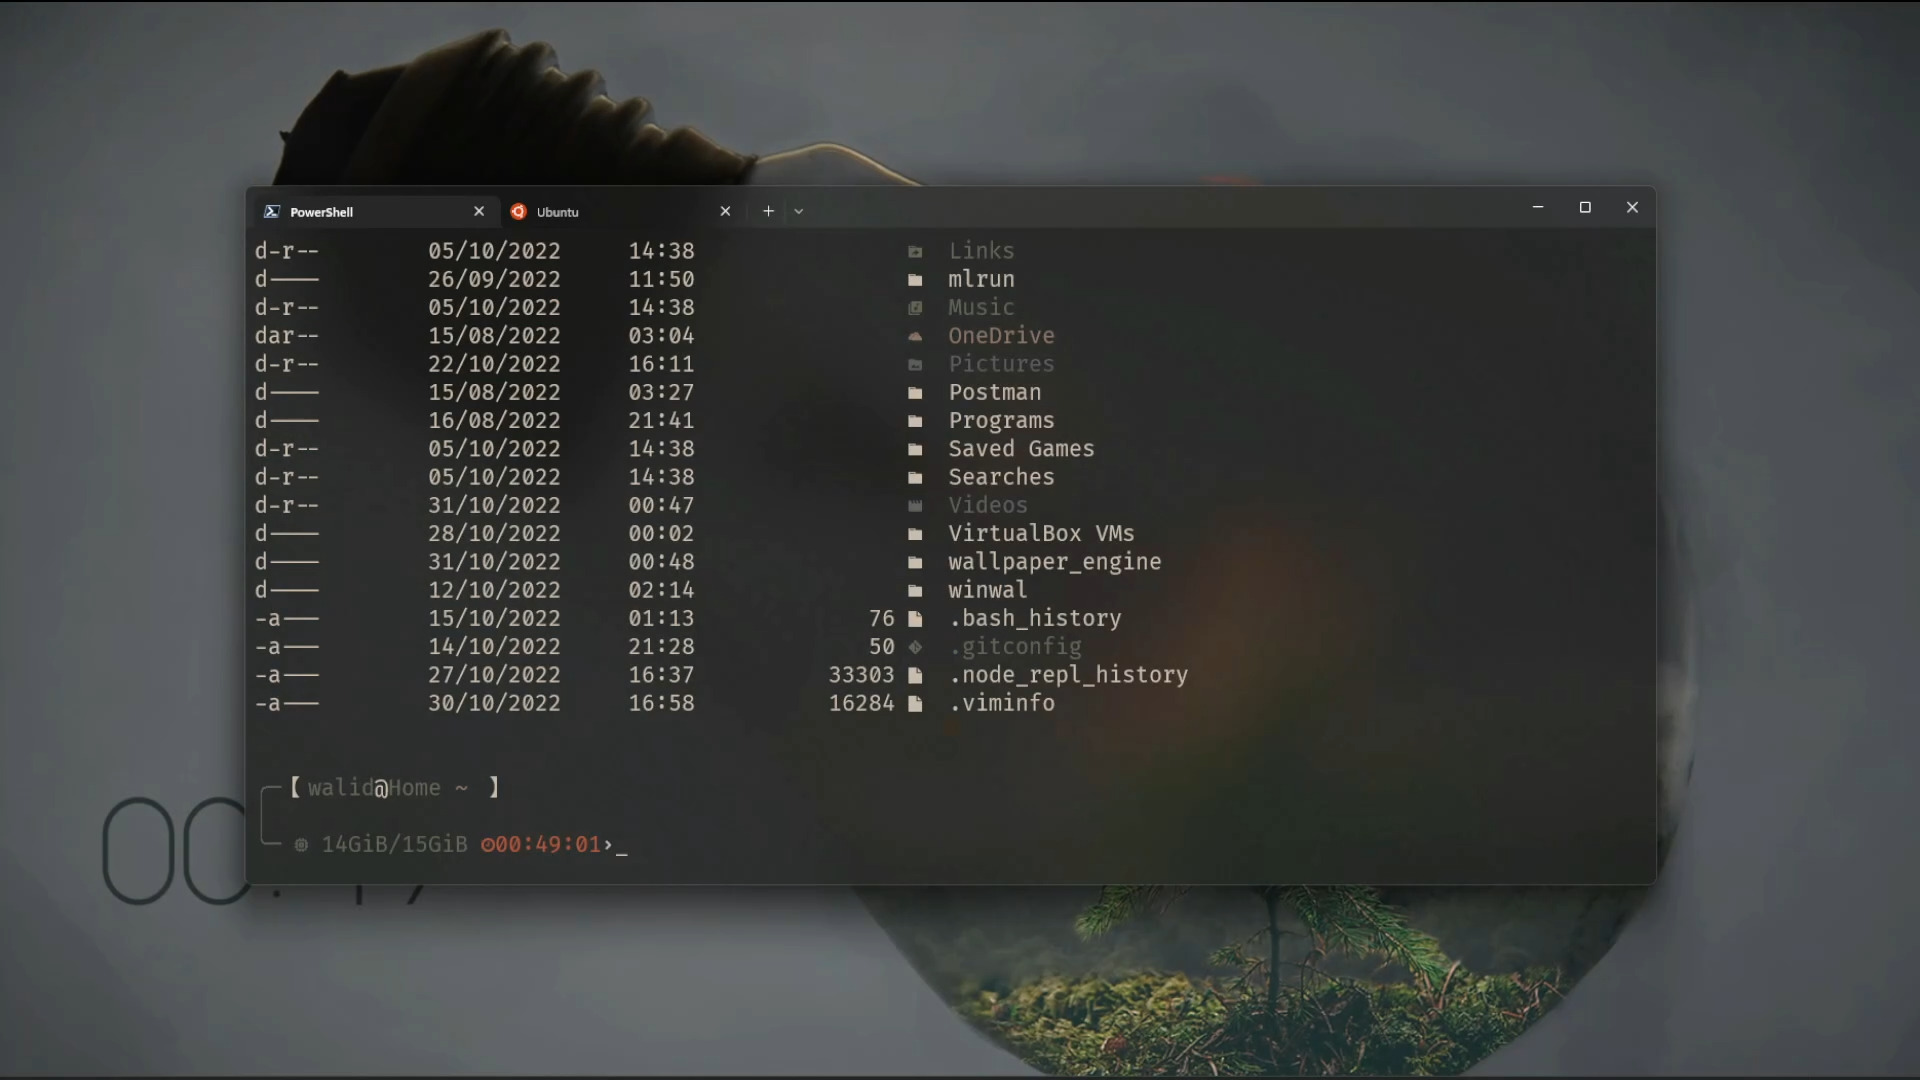 PowerShell Ubuntu
d-r-- 05/10/2022 14:38 Links
d---- 26/09/2022 11:50 mlrun
d-r-- 05/10/2022 14:38 Music
dar-- 15/08/2022 03:04 OneDrive
d-r-- 22/10/2022 16:11 Pictures
d---- 15/08/2022 03:27 Postman
d---- 16/08/2022 21:41 Programs
d-r-- 05/10/2022 14:38 Saved Games
d-r-- 05/10/2022 14:38 Searches
d-r-- 31/10/2022 00:47 Videos
d---- 28/10/2022 00:02 VirtualBox VMs
d---- 31/10/2022 00:48 wallpaper_engine
d---- 12/10/2022 02:14 winwal
-a--- 15/10/2022 01:13 76 .bash_history
-a--- 14/10/2022 21:28 50 .gitconfig
-a--- 27/10/2022 16:37 33303 .node_repl_history
-a--- 30/10/2022 16:58 16284 .viminfo
【 walid@Home ~ 】
14GiB/15GiB 00:49:01›_